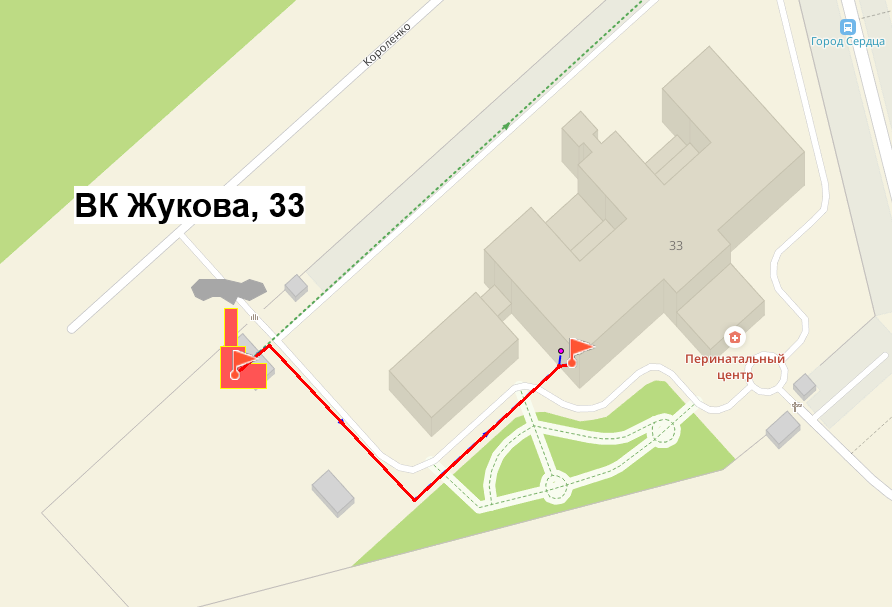 Короленко
Город Сердца
ВК Жукова, 33
33
Перинатальный
центр